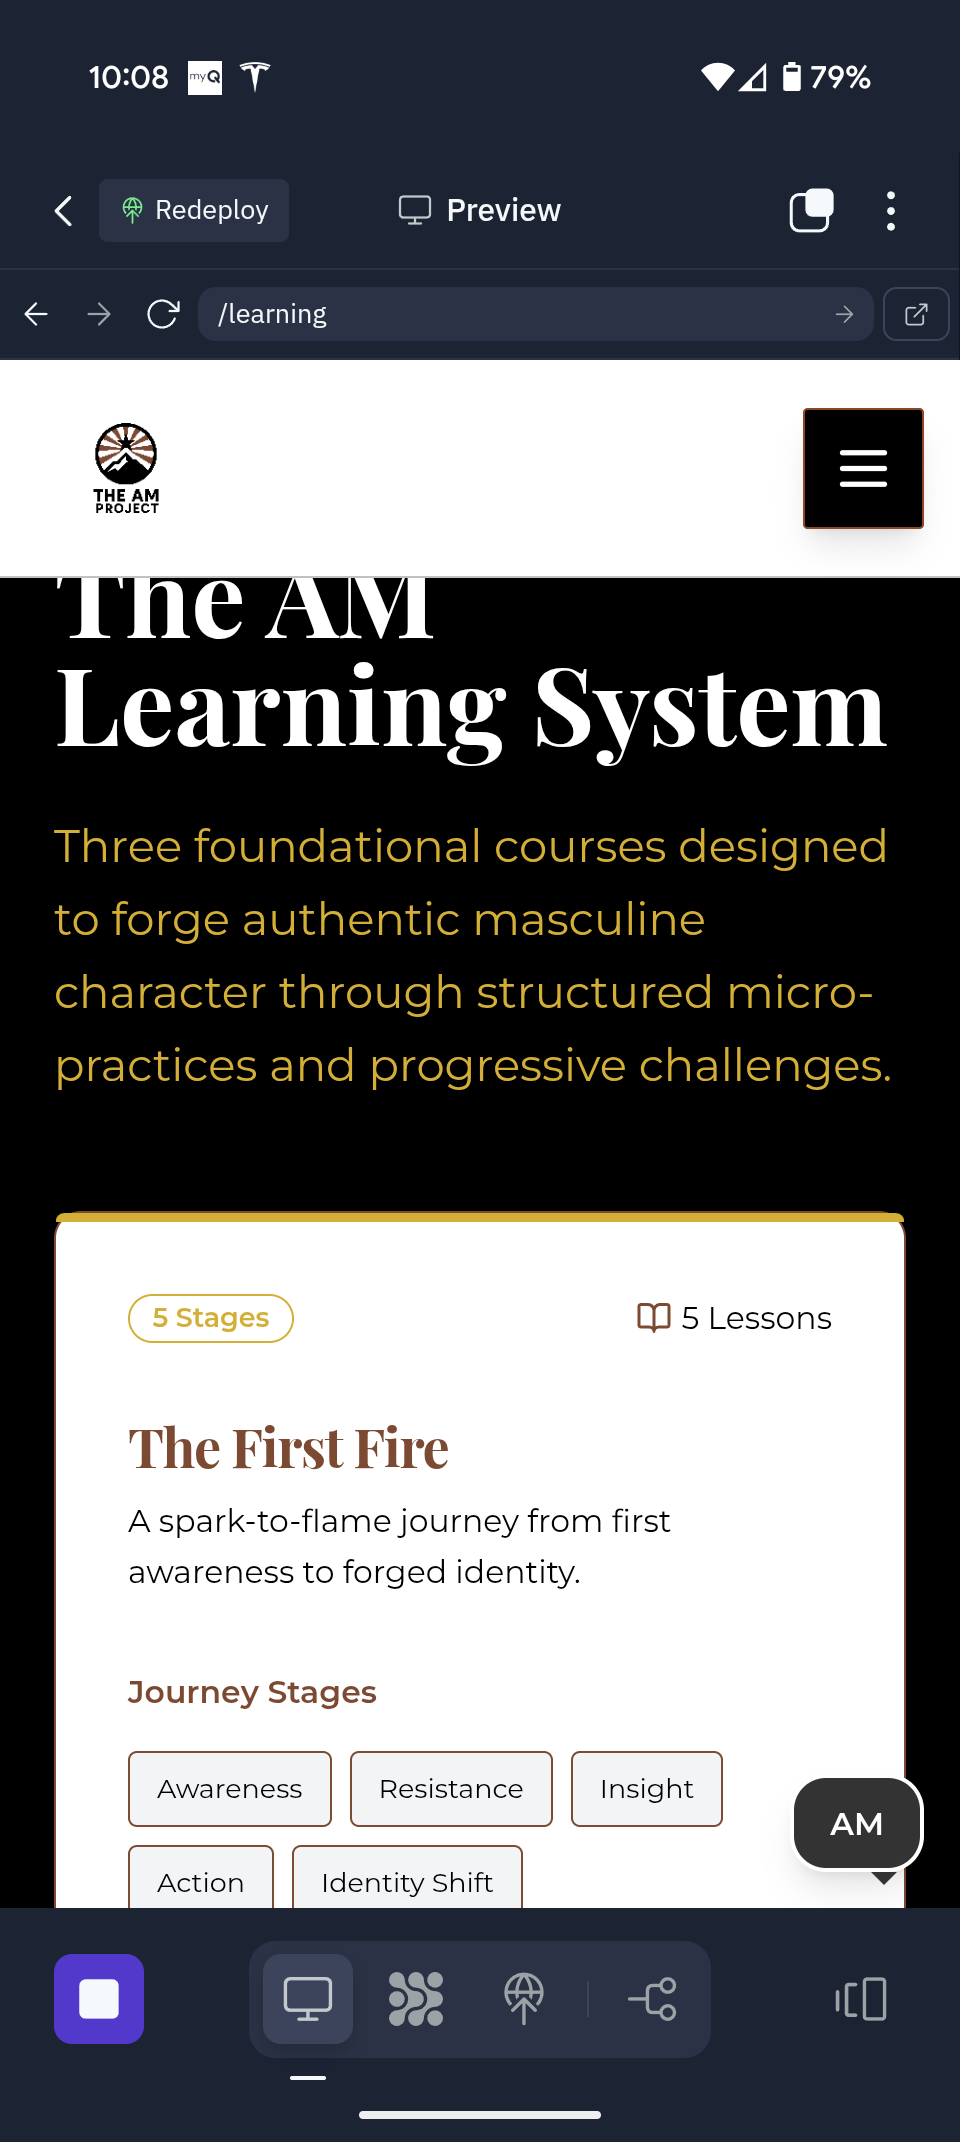 10:08 myQ 79%
Redeploy Preview
/learning
THE AM
PROJECT
The AM
Learning System
Three foundational courses designed
to forge authentic masculine
character through structured micro-
practices and progressive challenges.
5 Stages 5 Lessons
The First Fire
A spark-to-flame journey from first
awareness to forged identity.
Journey Stages
Awareness Resistance Insight
AM
Action Identity Shift